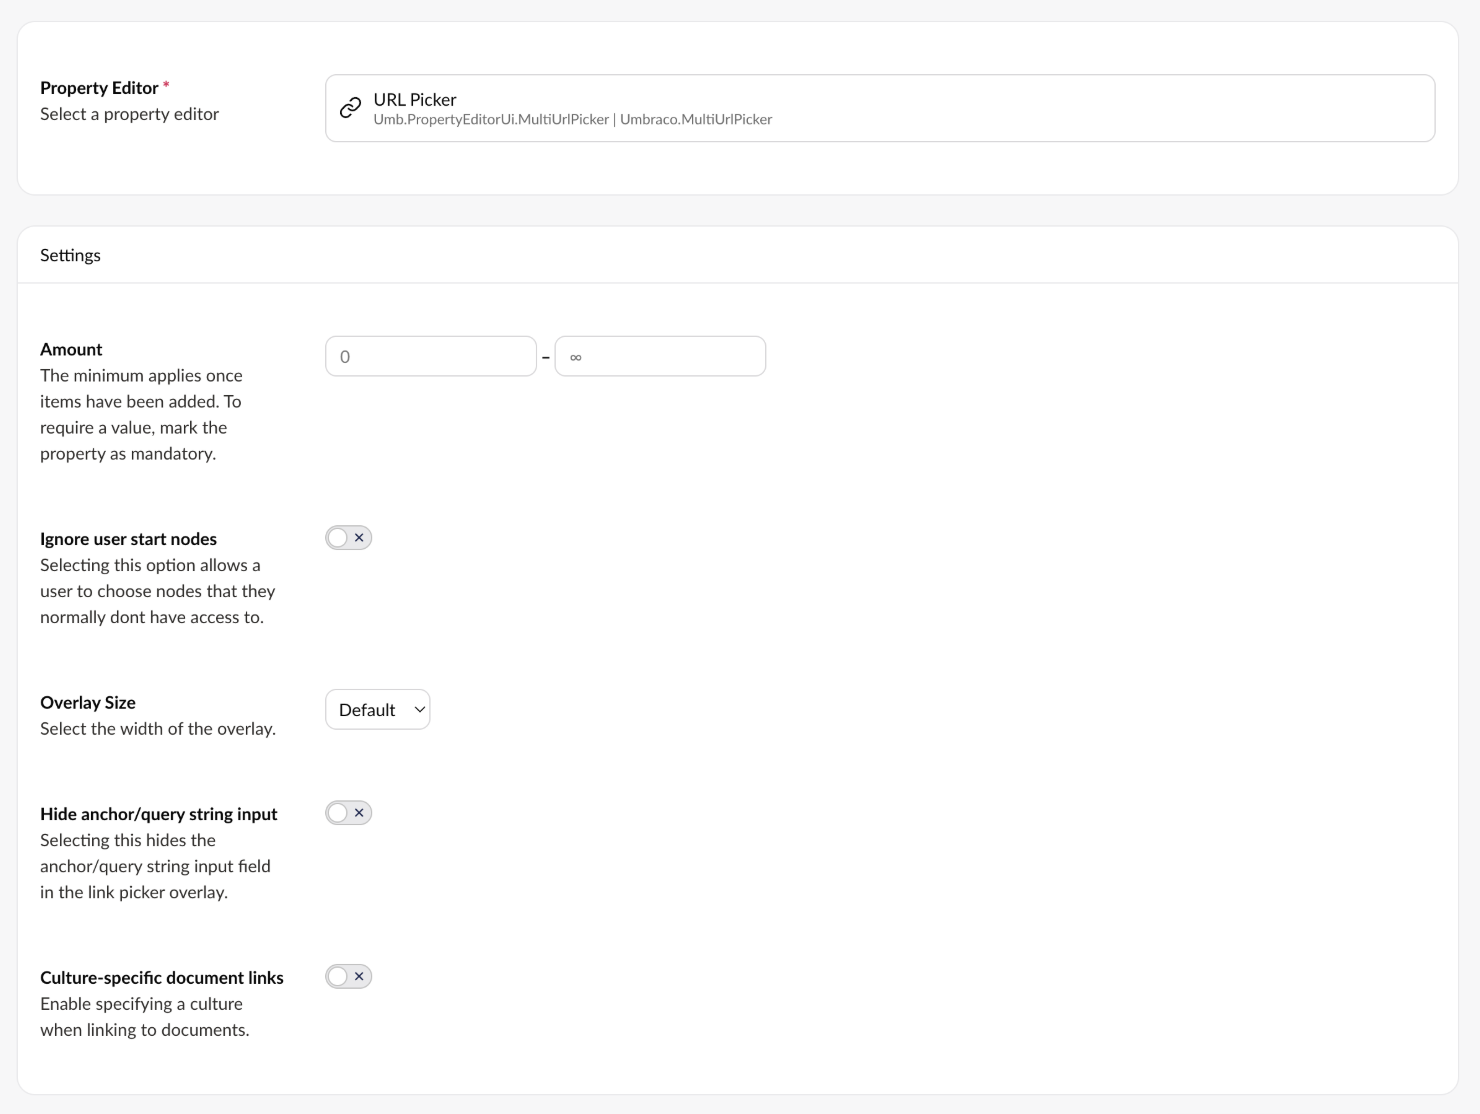 Property Editor *
Select a property editor
URL Picker
Umb.PropertyEditorUi.MultiUrlPicker | Umbraco.MultiUrlPicker
Settings
Amount
The minimum applies once
items have been added. To
require a value, mark the
property as mandatory.
0 – ∞
Ignore user start nodes
Selecting this option allows a
user to choose nodes that they
normally dont have access to.
Overlay Size
Select the width of the overlay.
Default
Hide anchor/query string input
Selecting this hides the
anchor/query string input field
in the link picker overlay.
Culture-specific document links
Enable specifying a culture
when linking to documents.